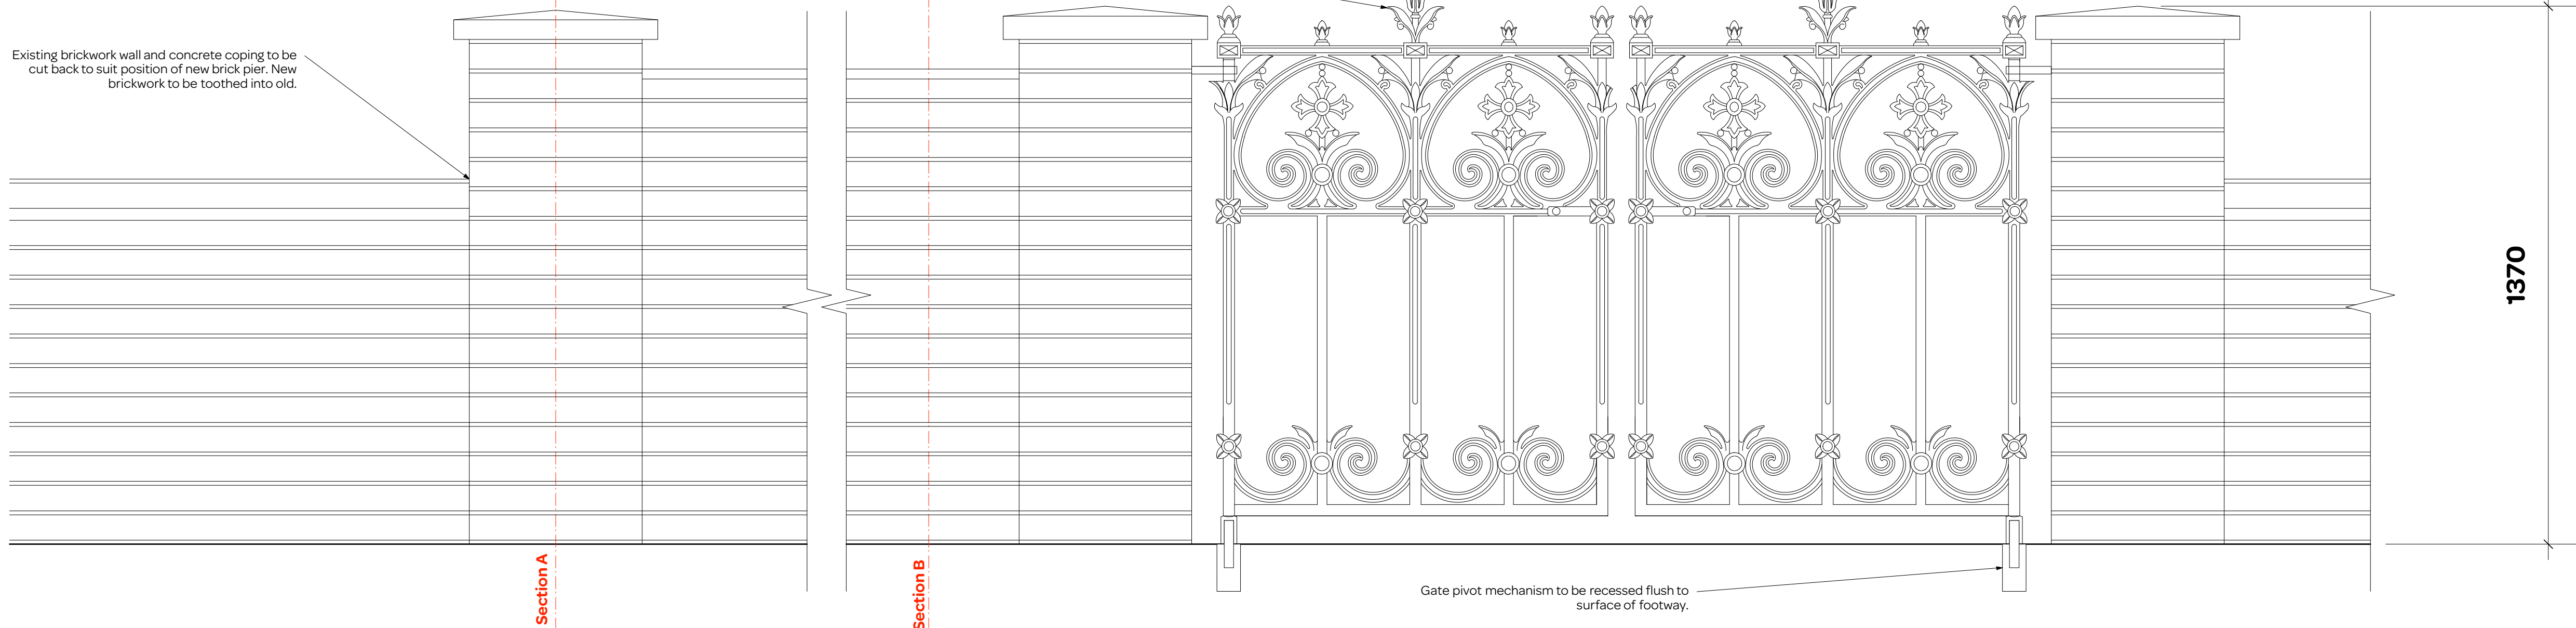 Existing brickwork wall and concrete coping to be
cut back to suit position of new brick pier. New
brickwork to be toothed into old.
1370
Section A
Section B
Gate pivot mechanism to be recessed flush to
surface of footway.